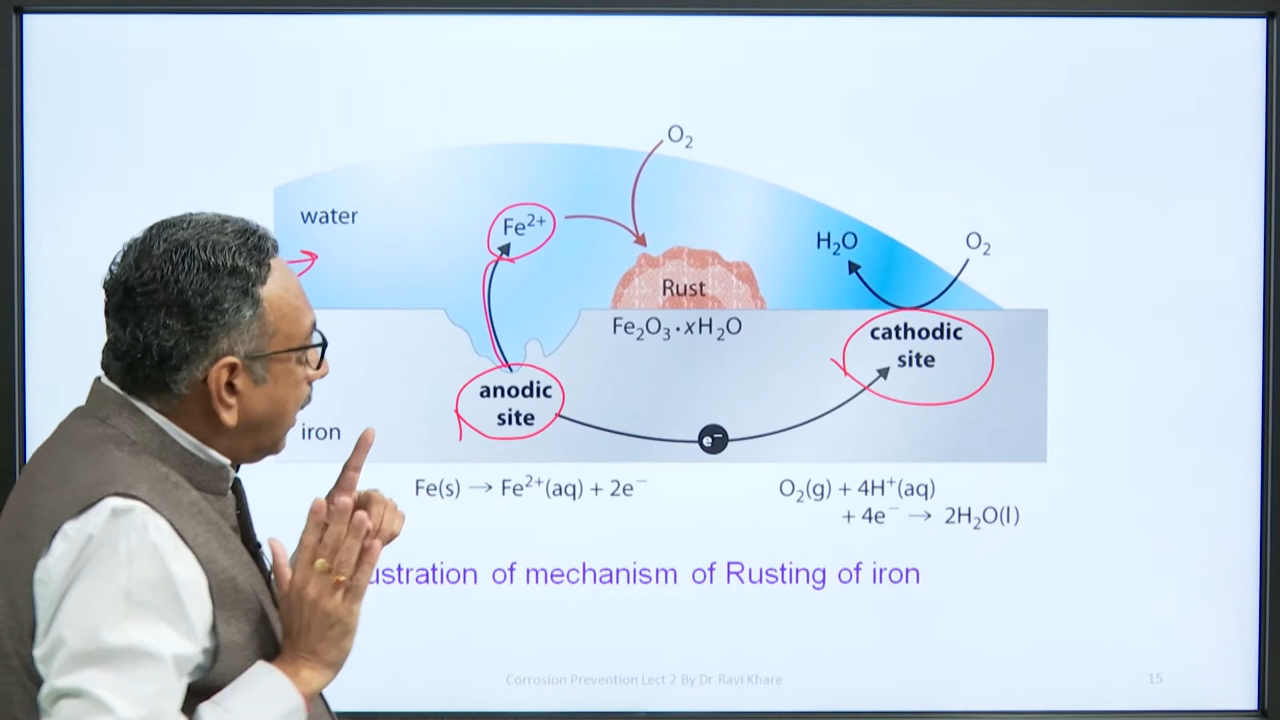 O₂
Fe²⁺
water
H₂O
O₂
Rust
Fe₂O₃·xH₂O
cathodic
site
anodic
site
iron
e⁻
Fe(s) → Fe²⁺(aq) + 2e⁻
O₂(g) + 4H⁺(aq)
+ 4e⁻ → 2H₂O(l)
of mechanism of Rusting of iron
Corrosion Prevention Lect 2 By Dr Ravi Khare
15